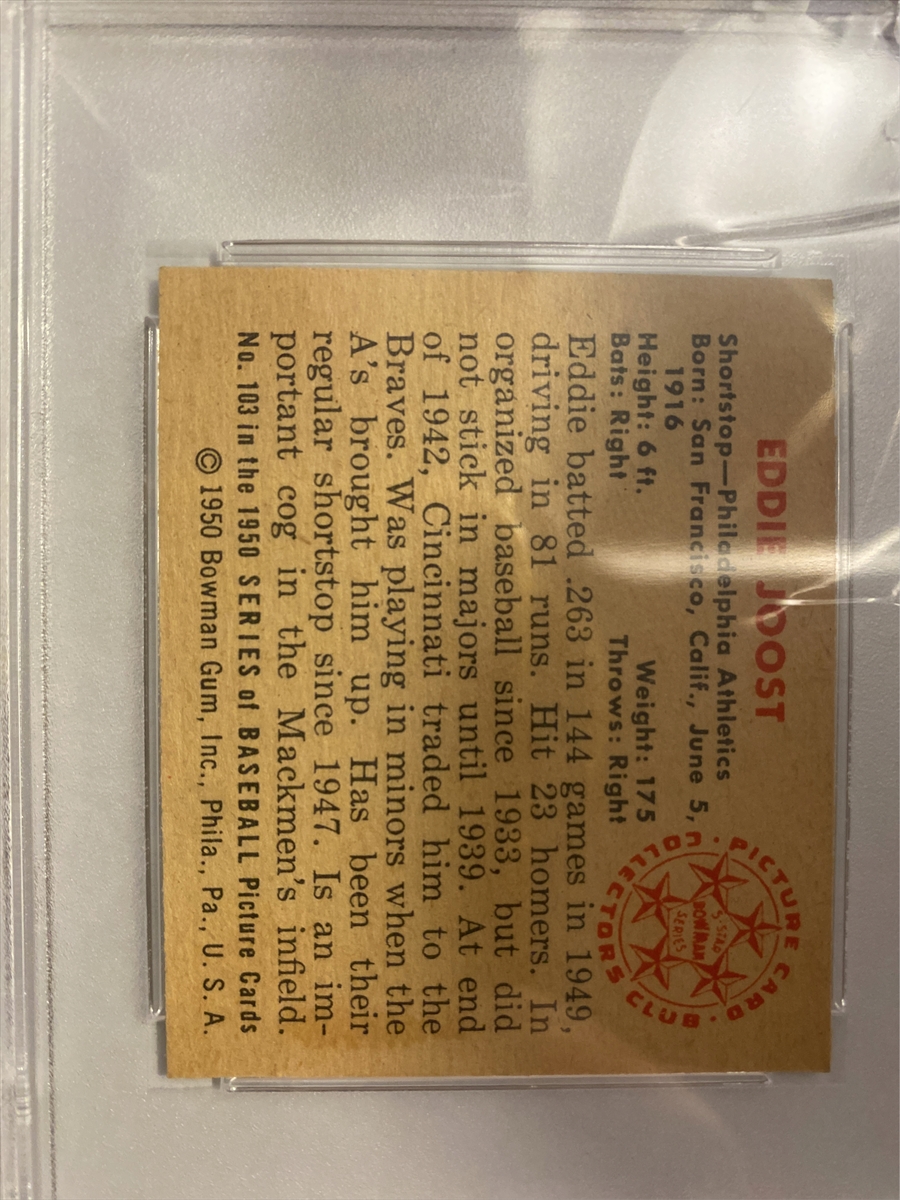 EDDIE JOOST
Shortstop—Philadelphia Athletics
Born: San Francisco, Calif., June 5,
1916
Height: 6 ft. Weight: 175
Bats: Right Throws: Right
PICTURE CARD COLLECTORS CLUB
5-STAR
BOWMAN
SERIES
Eddie batted .263 in 144 games in 1949,
driving in 81 runs. Hit 23 homers. In
organized baseball since 1933, but did
not stick in majors until 1939. At end
of 1942, Cincinnati traded him to the
Braves. Was playing in minors when the
A's brought him up. Has been their
regular shortstop since 1947. Is an im-
portant cog in the Mackmen's infield.
No. 103 in the 1950 SERIES of BASEBALL Picture Cards
© 1950 Bowman Gum, Inc., Phila., Pa., U. S. A.